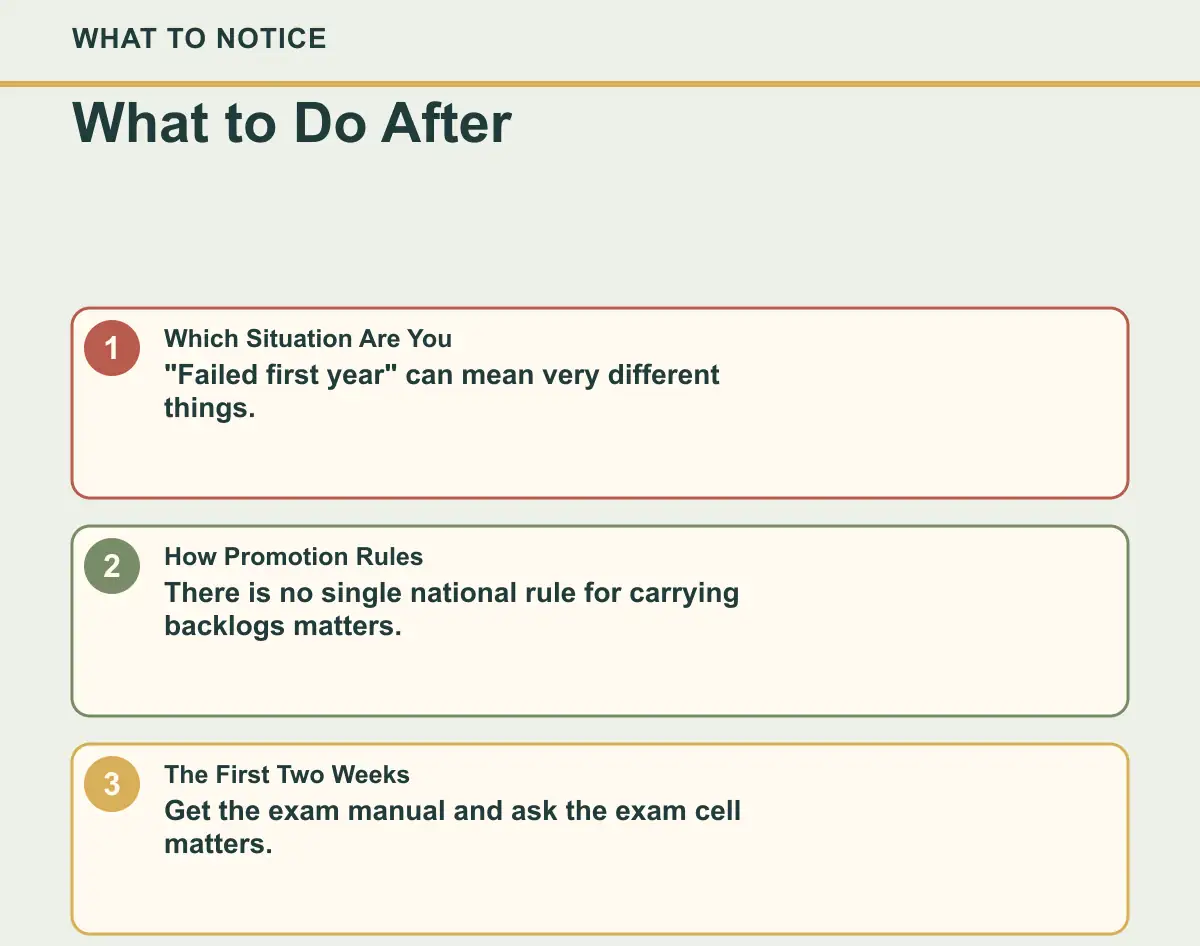 WHAT TO NOTICE
What to Do After
1
Which Situation Are You
"Failed first year" can mean very different
things.
2
How Promotion Rules
There is no single national rule for carrying
backlogs matters.
3
The First Two Weeks
Get the exam manual and ask the exam cell
matters.